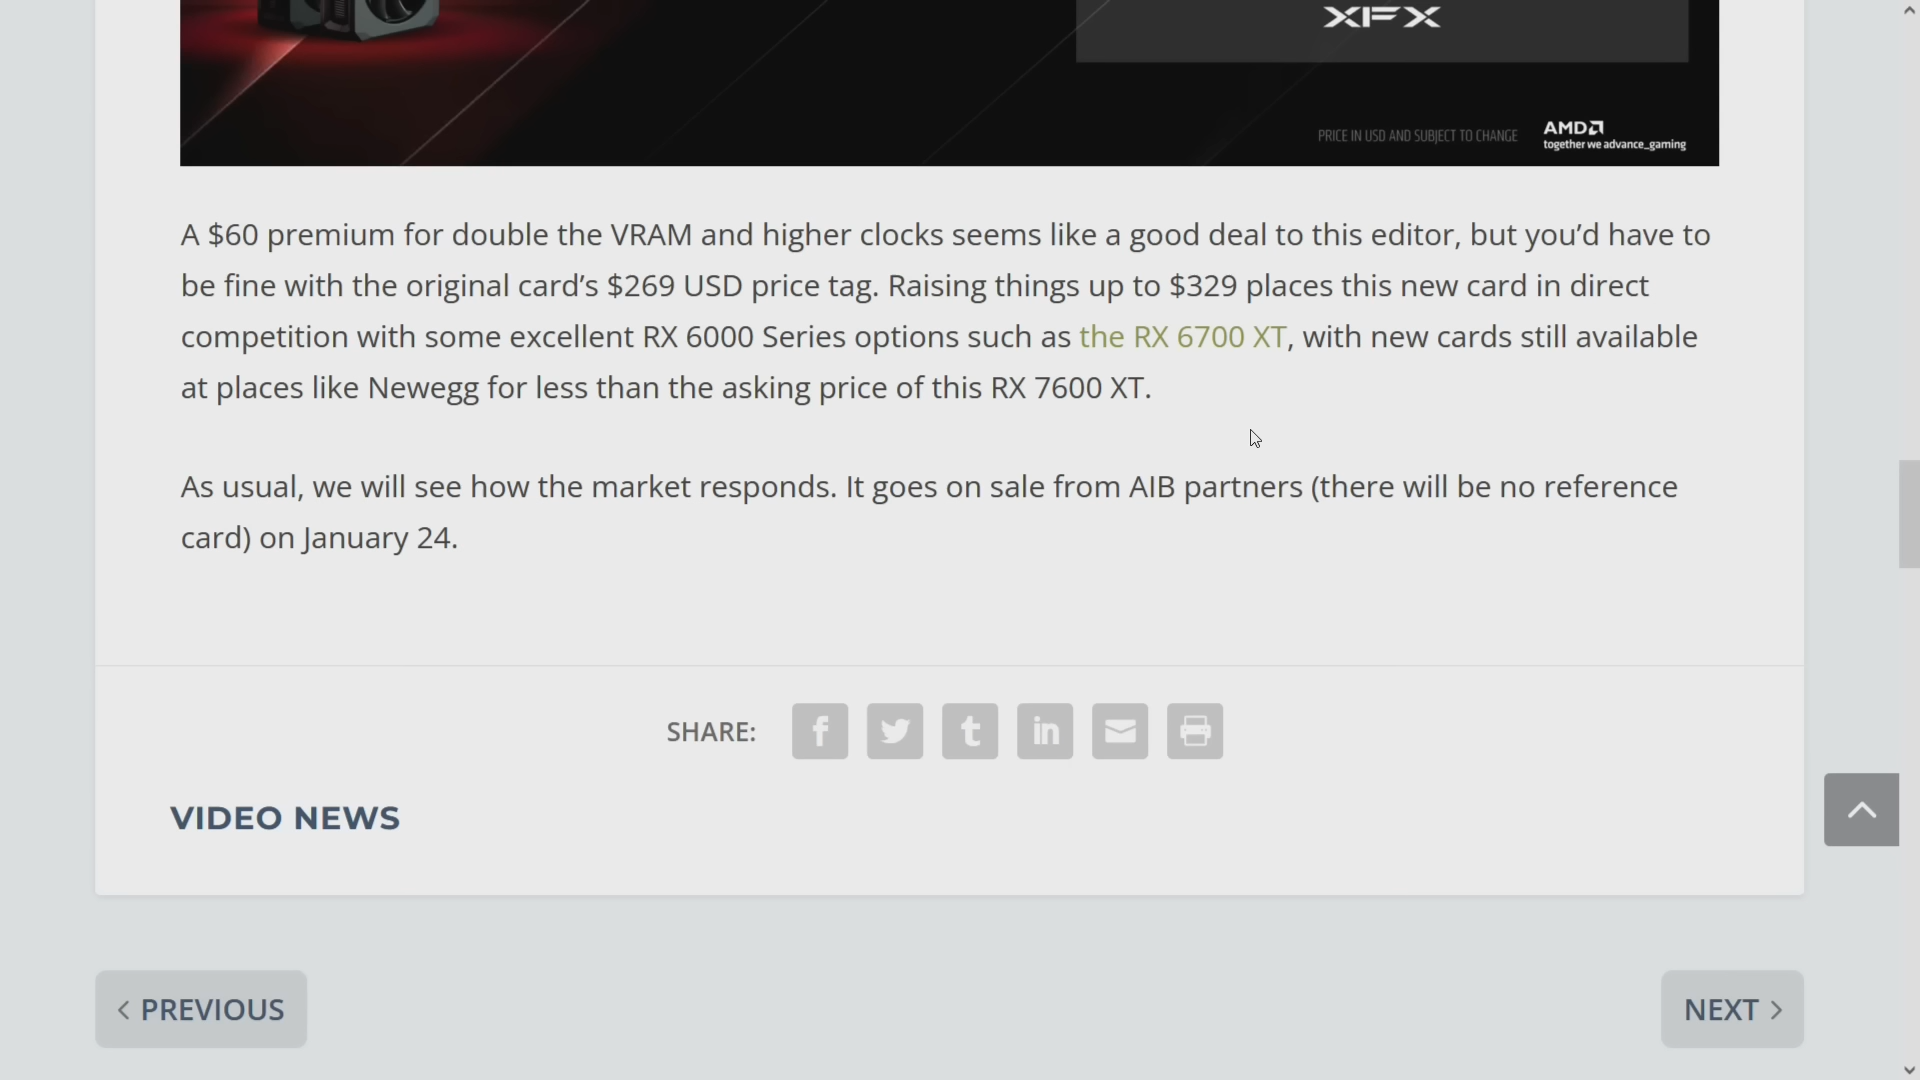 XFX
PRICE IN USD AND SUBJECT TO CHANGE
AMD
together we advance_gaming
A $60 premium for double the VRAM and higher clocks seems like a good deal to this editor, but you’d have to
be fine with the original card’s $269 USD price tag. Raising things up to $329 places this new card in direct
competition with some excellent RX 6000 Series options such as the RX 6700 XT, with new cards still available
at places like Newegg for less than the asking price of this RX 7600 XT.
As usual, we will see how the market responds. It goes on sale from AIB partners (there will be no reference
card) on January 24.
SHARE:
VIDEO NEWS
PREVIOUS
NEXT